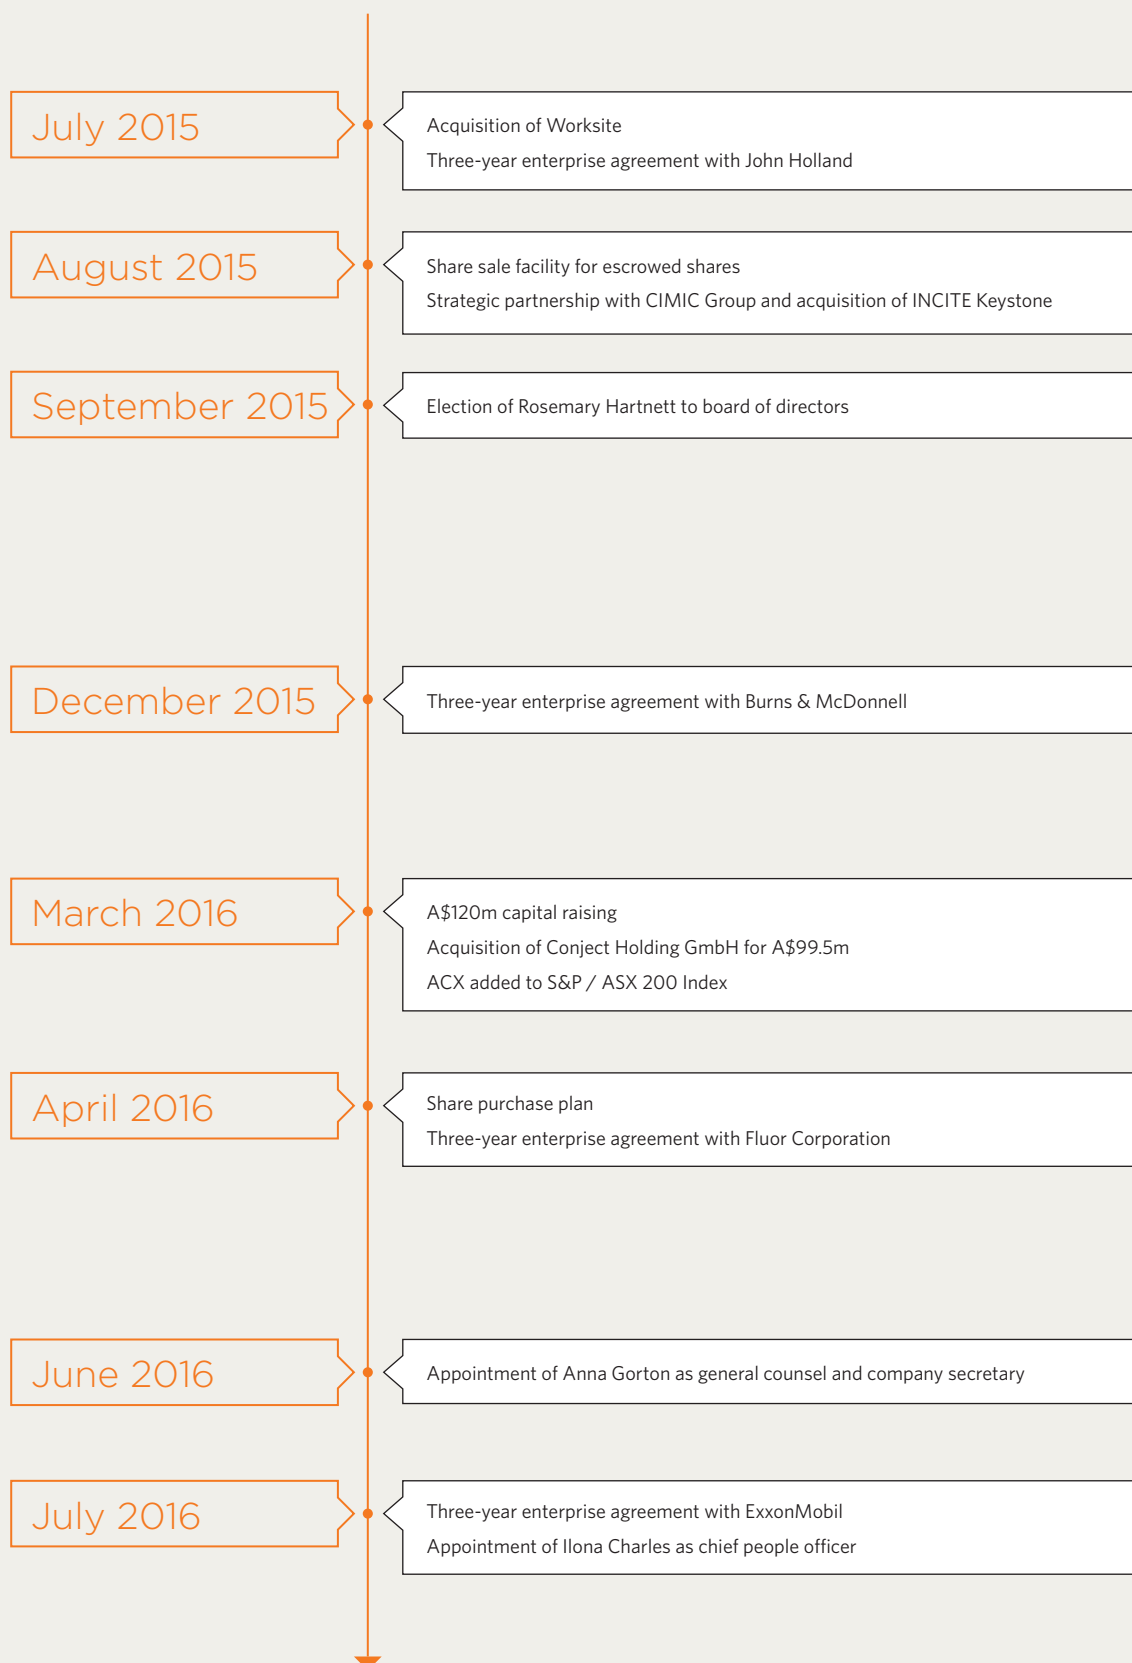 July 2015
Acquisition of Worksite
Three-year enterprise agreement with John Holland
August 2015
Share sale facility for escrowed shares
Strategic partnership with CIMIC Group and acquisition of INCITE Keystone
September 2015
Election of Rosemary Hartnett to board of directors
December 2015
Three-year enterprise agreement with Burns & McDonnell
March 2016
A$120m capital raising
Acquisition of Conject Holding GmbH for A$99.5m
ACX added to S&P / ASX 200 Index
April 2016
Share purchase plan
Three-year enterprise agreement with Fluor Corporation
June 2016
Appointment of Anna Gorton as general counsel and company secretary
July 2016
Three-year enterprise agreement with ExxonMobil
Appointment of Ilona Charles as chief people officer